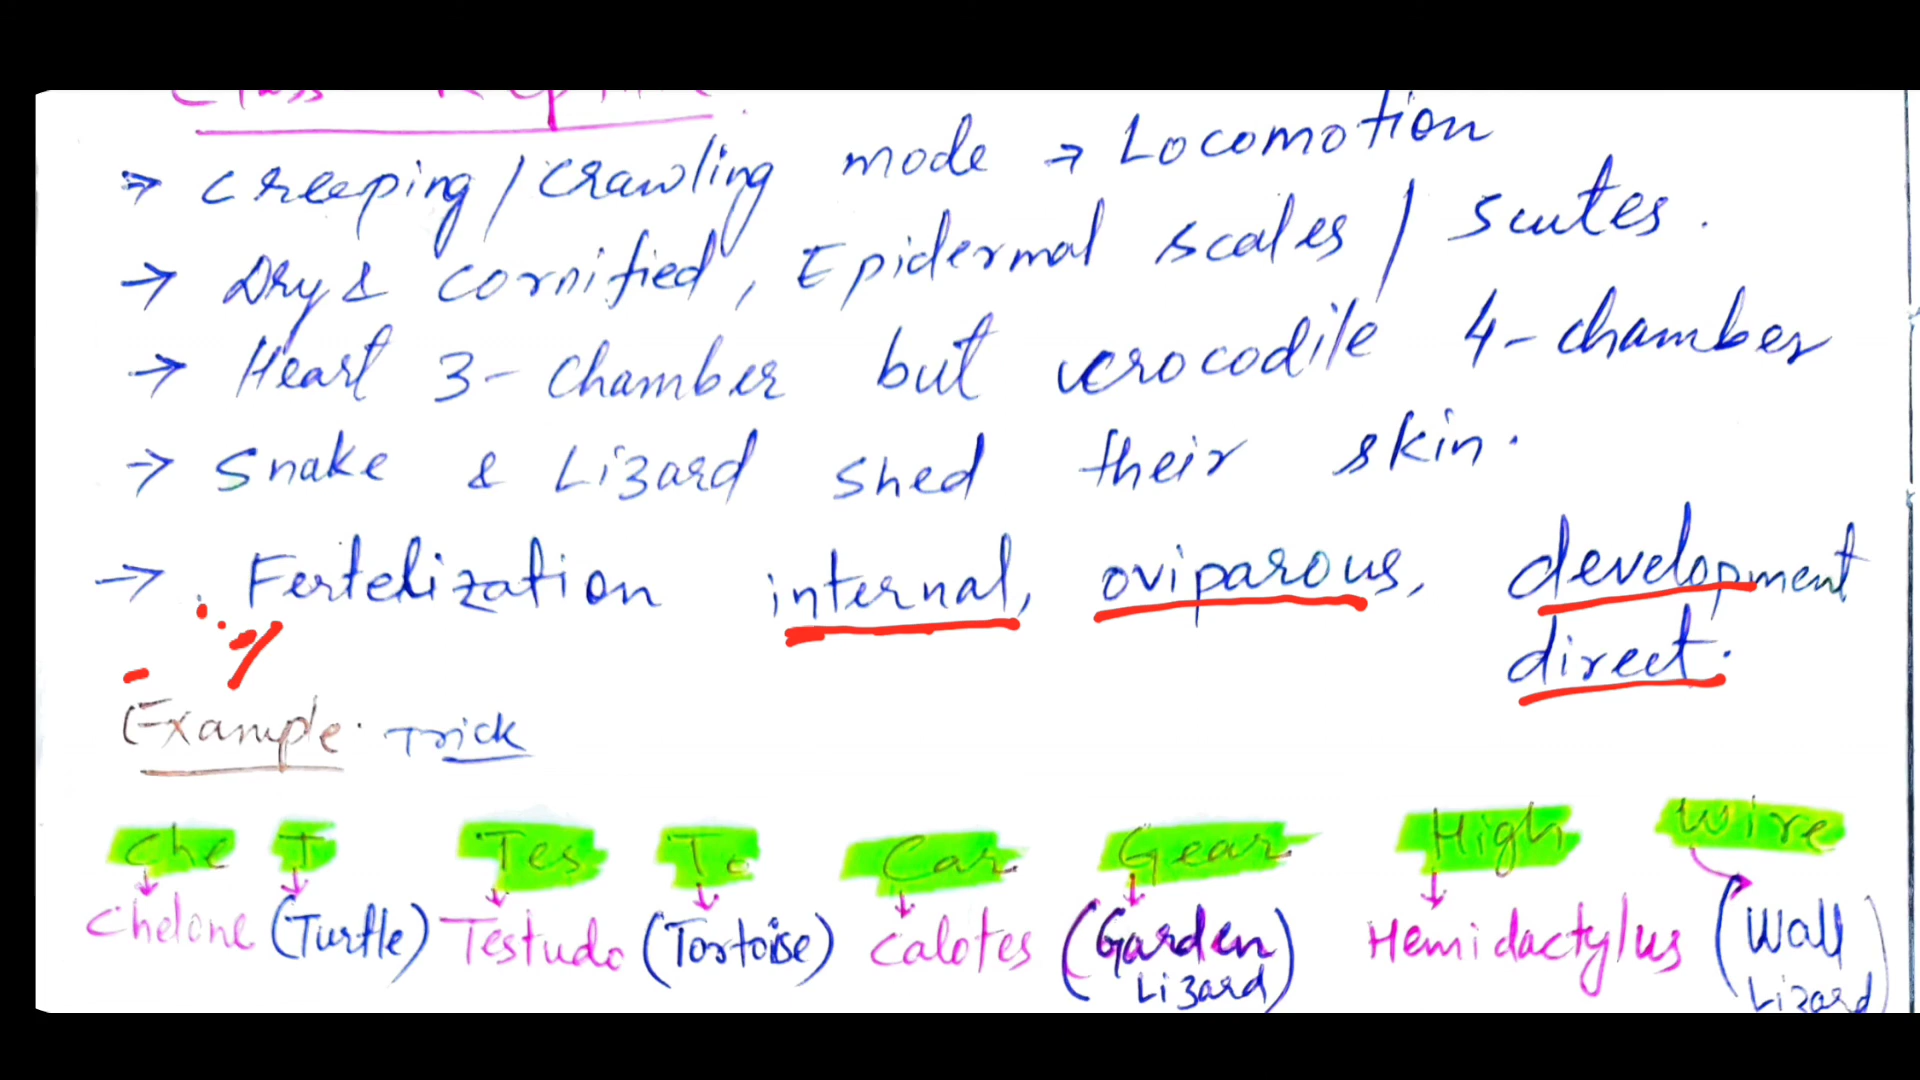 Class Reptilia
→ creeping/crawling mode → Locomotion
→ Dry & cornified, Epidermal scales / scutes.
→ Heart 3-chamber but crocodile 4-chamber
→ Snake & Lizard shed their skin.
→ Fertelization internal, oviparous, development
direct.
Example. Trick
Che T Tes To Car Gear High Wire
Chelone (Turtle) Testudo (Tortoise) Calotes (Garden Lizard) Hemidactylus (Wall Lizard)